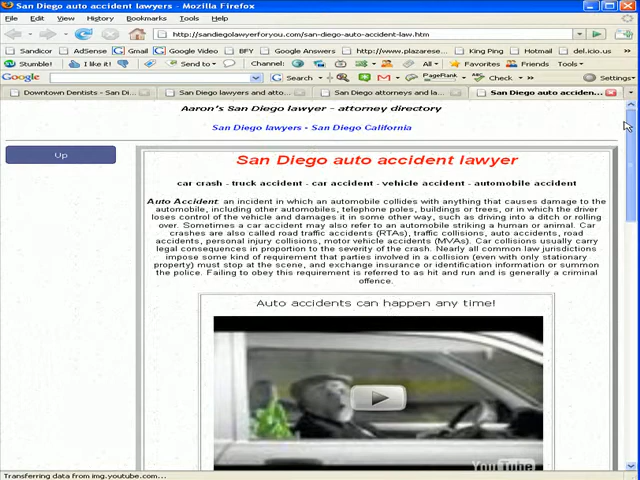 San Diego auto accident lawyers - Mozilla Firefox
File Edit View History Bookmarks Tools Help
http://sandiegolawyerforyou.com/san-diego-auto-accident-law.htm
Sandicor AdSense Gmail Google Video BFV Google Answers http://www.plazarese... King Ping Hotmail del.icio.us
Stumble! I like it! Send to Channel: All Favorites Friends Tools
Google Search PageRank Check Settings
Downtown Dentists - San Di... San Diego lawyers and atto... San Diego attorneys and la... San Diego auto acciden...
Aaron's San Diego lawyer - attorney directory
San Diego lawyers - San Diego California
Up
San Diego auto accident lawyer
car crash - truck accident - car accident - vehicle accident - automobile accident
Auto Accident: an incident in which an automobile collides with anything that causes damage to the
automobile, including other automobiles, telephone poles, buildings or trees, or in which the driver
loses control of the vehicle and damages it in some other way, such as driving into a ditch or rolling
over. Sometimes a car accident may also refer to an automobile striking a human or animal. Car
crashes are also called road traffic accidents (RTAs), traffic collisions, auto accidents, road
accidents, personal injury collisions, motor vehicle accidents (MVAs). Car collisions usually carry
legal consequences in proportion to the severity of the crash. Nearly all common law jurisdictions
impose some kind of requirement that parties involved in a collision (even with only stationary
property) must stop at the scene, and exchange insurance or identification information or summon
the police. Failing to obey this requirement is referred to as hit and run and is generally a criminal
offence.
Auto accidents can happen any time!
YouTube
Transferring data from img.youtube.com...